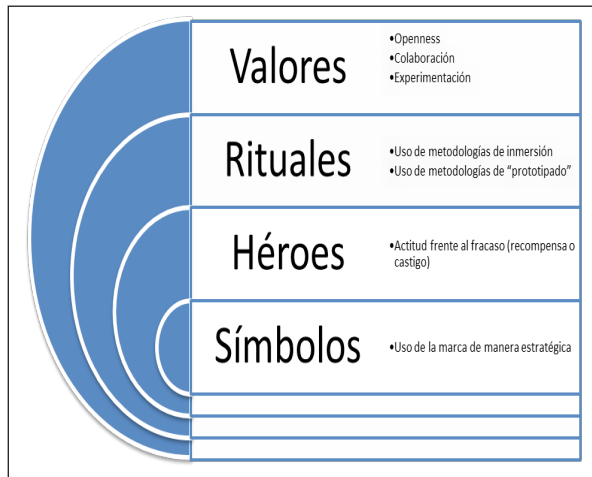 Valores
•Openness
•Colaboración
•Experimentación
Rituales
•Uso de metodologías de inmersión
•Uso de metodologías de “prototipado”
Héroes
•Actitud frente al fracaso (recompensa o
castigo)
Símbolos
•Uso de la marca de manera estratégica